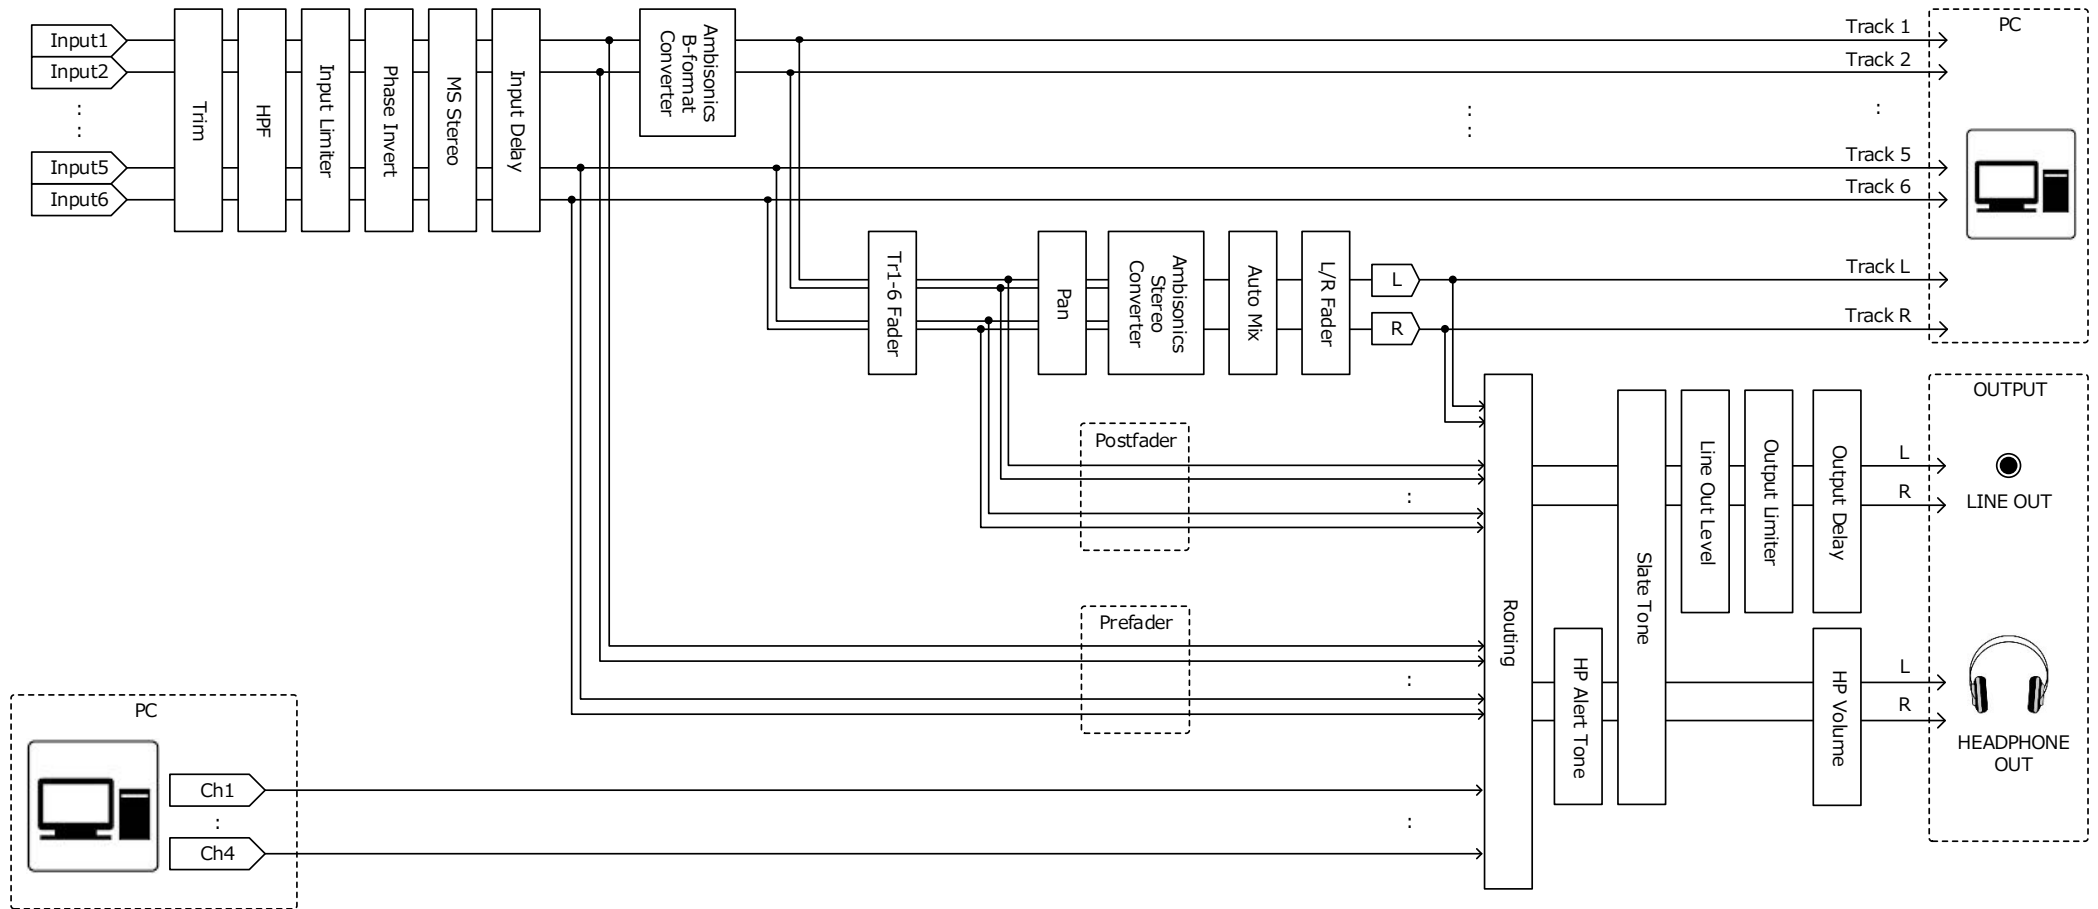 Input1
Input2
:
:
Input5
Input6
Trim
HPF
Input Limiter
Phase Invert
MS Stereo
Input Delay
Ambisonics
B-format
Converter
Track 1
Track 2
:
:
:
Track 5
Track 6
PC
Tr1-6 Fader
Pan
Ambisonics
Stereo
Converter
Auto Mix
L/R Fader
L
R
Track L
Track R
Postfader
:
Prefader
:
Routing
HP Alert Tone
Slate Tone
Line Out Level
Output Limiter
Output Delay
HP Volume
OUTPUT
L
R
LINE OUT
L
R
HEADPHONE
OUT
PC
Ch1
:
Ch4
: